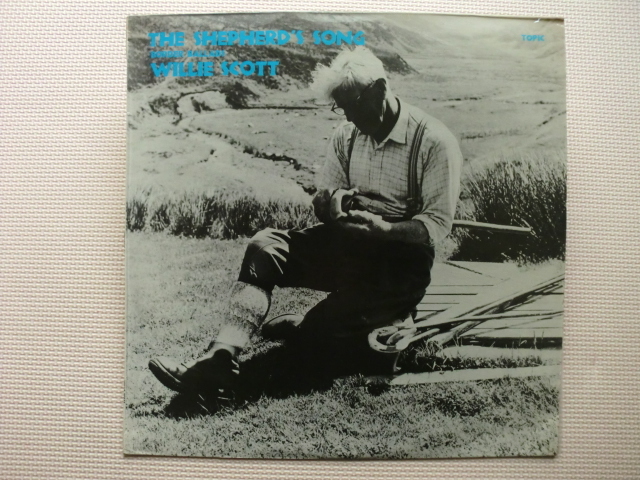 THE SHEPHERD'S SONG
WILLIE SCOTT
TOPIC